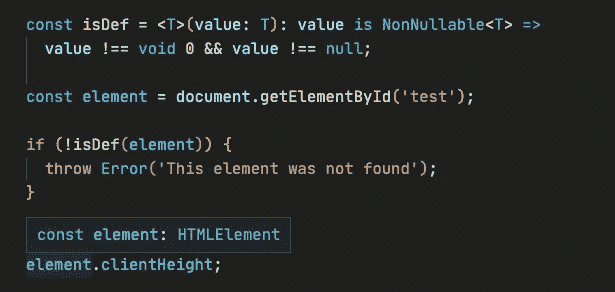 const isDef = <T>(value: T): value is NonNullable<T> =>
  value !== void 0 && value !== null;
const element = document.getElementById('test');
if (!isDef(element)) {
  throw Error('This element was not found');
}
const element: HTMLElement
element.clientHeight;